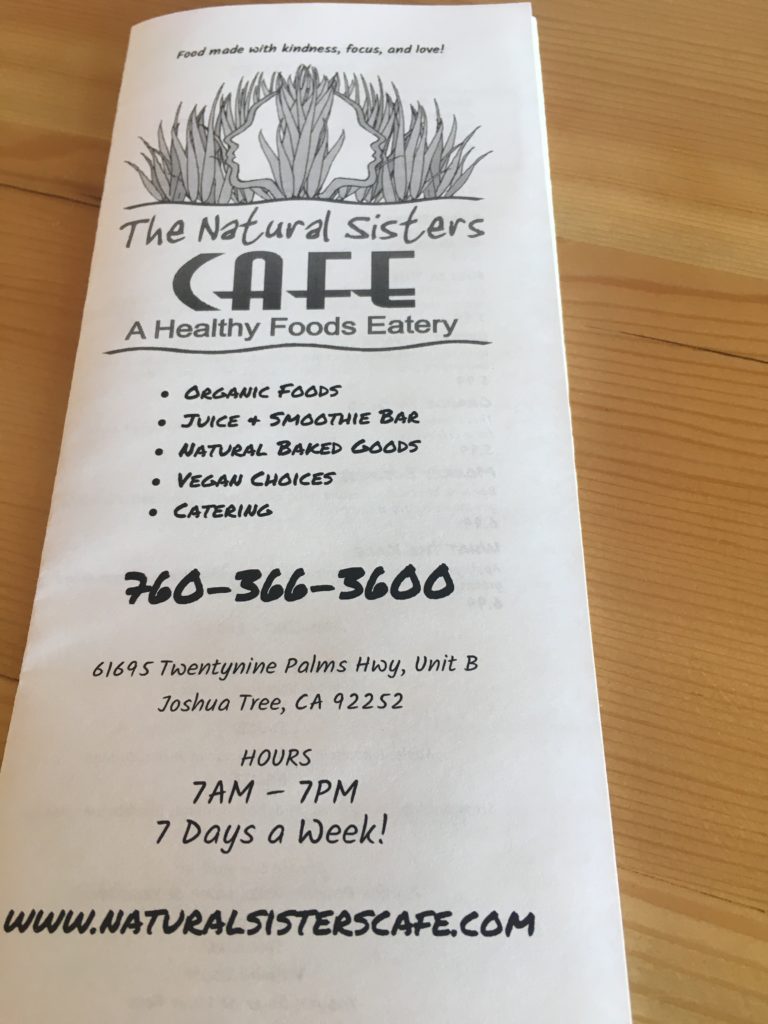 Food made with kindness, focus, and love!
The Natural Sisters
CAFE
A Healthy Foods Eatery
• ORGANIC FOODS
• JUICE + SMOOTHIE BAR
• NATURAL BAKED GOODS
• VEGAN CHOICES
• CATERING
760-366-3600
61695 Twentynine Palms Hwy, Unit B
Joshua Tree, CA 92252
HOURS
7AM – 7PM
7 Days a Week!
WWW.NATURALSISTERSCAFE.COM